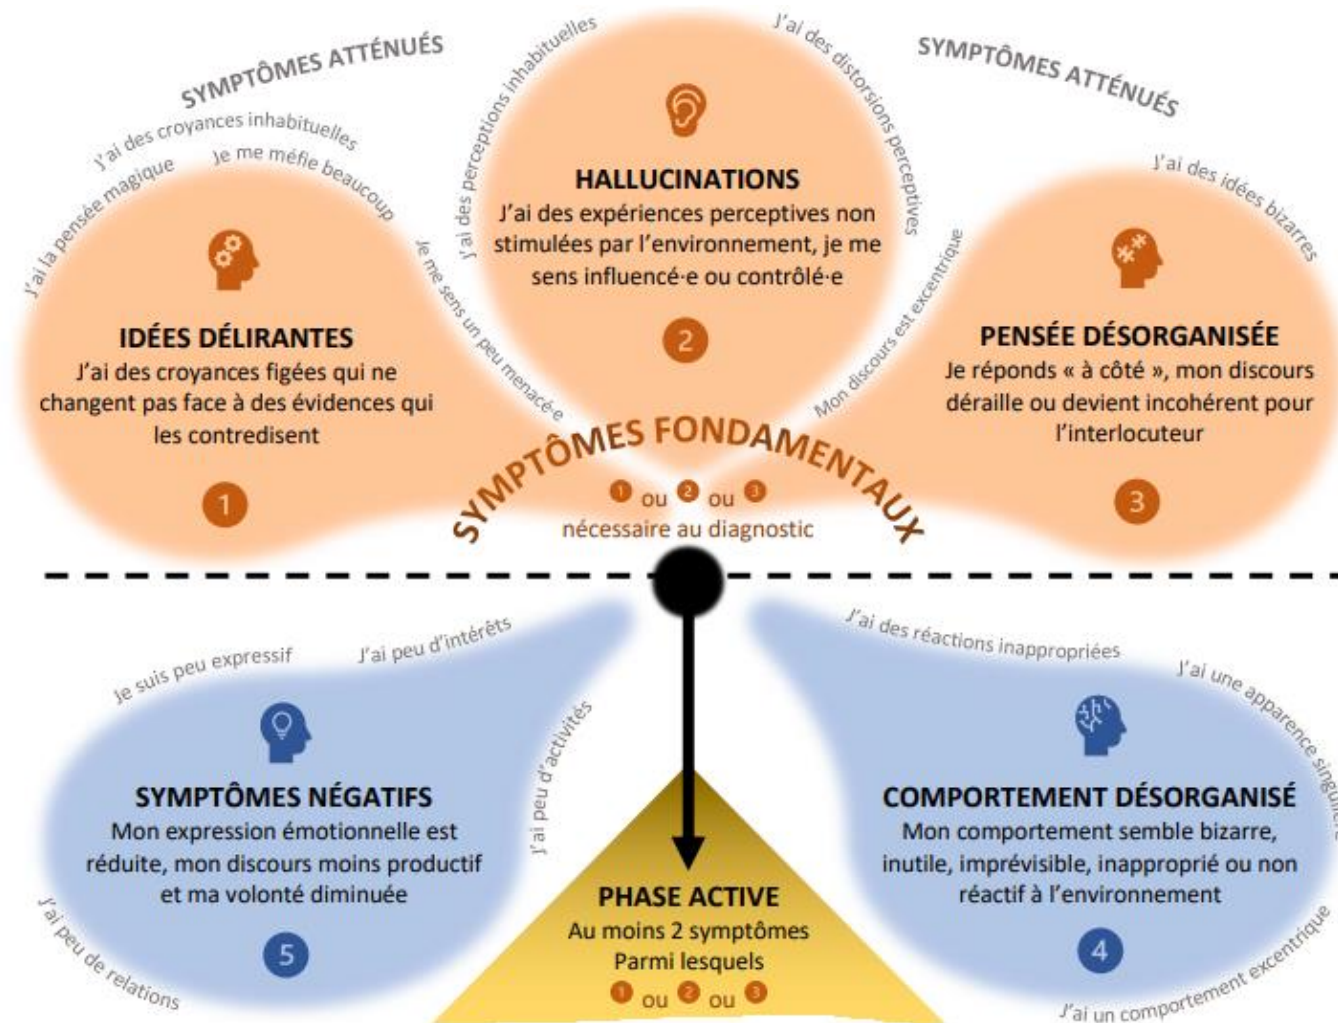 SYMPTÔMES ATTÉNUÉS
SYMPTÔMES ATTÉNUÉS
J'ai la pensée magique
J'ai des croyances inhabituelles
Je me méfie beaucoup
Je me sens un peu menacé·e
IDÉES DÉLIRANTES
J'ai des croyances figées qui ne
changent pas face à des évidences qui
les contredisent
1
J'ai des perceptions inhabituelles
J'ai des distorsions perceptives
HALLUCINATIONS
J'ai des expériences perceptives non
stimulées par l'environnement, je me
sens influencé·e ou contrôlé·e
2
Mon discours est excentrique
J'ai des idées bizarres
PENSÉE DÉSORGANISÉE
Je réponds « à côté », mon discours
déraille ou devient incohérent pour
l'interlocuteur
3
SYMPTÔMES FONDAMENTAUX
1 ou 2 ou 3
nécessaire au diagnostic
Je suis peu expressif
J'ai peu d'intérêts
J'ai peu d'activités
J'ai peu de relations
SYMPTÔMES NÉGATIFS
Mon expression émotionnelle est
réduite, mon discours moins productif
et ma volonté diminuée
5
PHASE ACTIVE
Au moins 2 symptômes
Parmi lesquels
1 ou 2 ou 3
J'ai des réactions inappropriées
J'ai une apparence singulière
J'ai un comportement excentrique
COMPORTEMENT DÉSORGANISÉ
Mon comportement semble bizarre,
inutile, imprévisible, inapproprié ou non
réactif à l'environnement
4